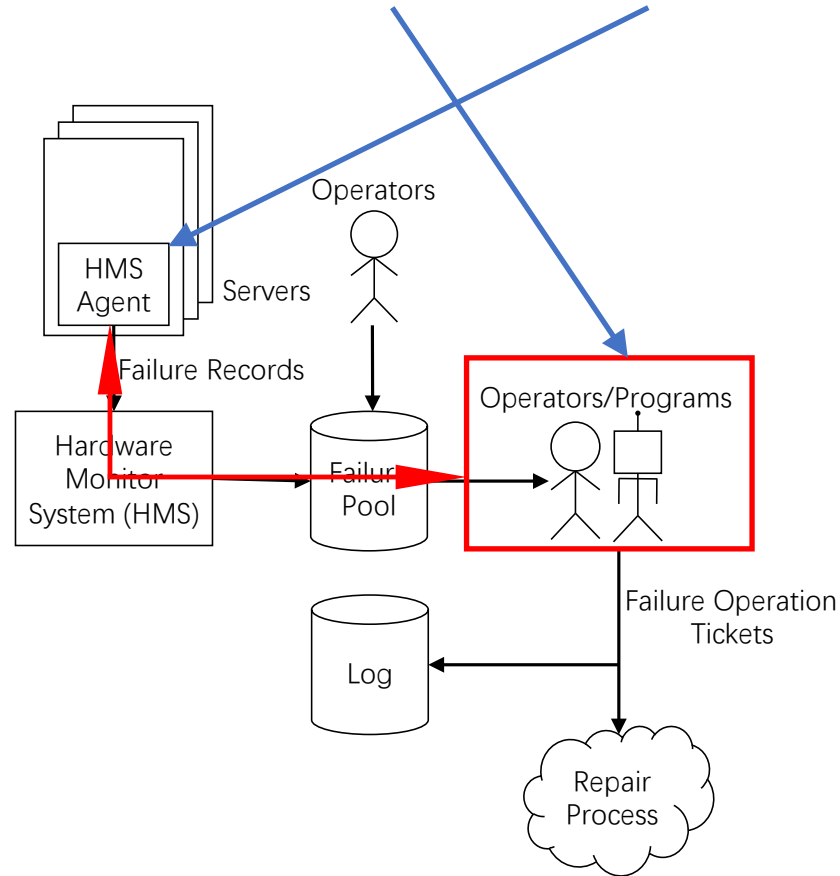 Operators
HMS
Agent
Servers
Failure Records
Operators/Programs
Hardware
Monitor
System (HMS)
Failure
Pool
Failure Operation
Tickets
Log
Repair
Process